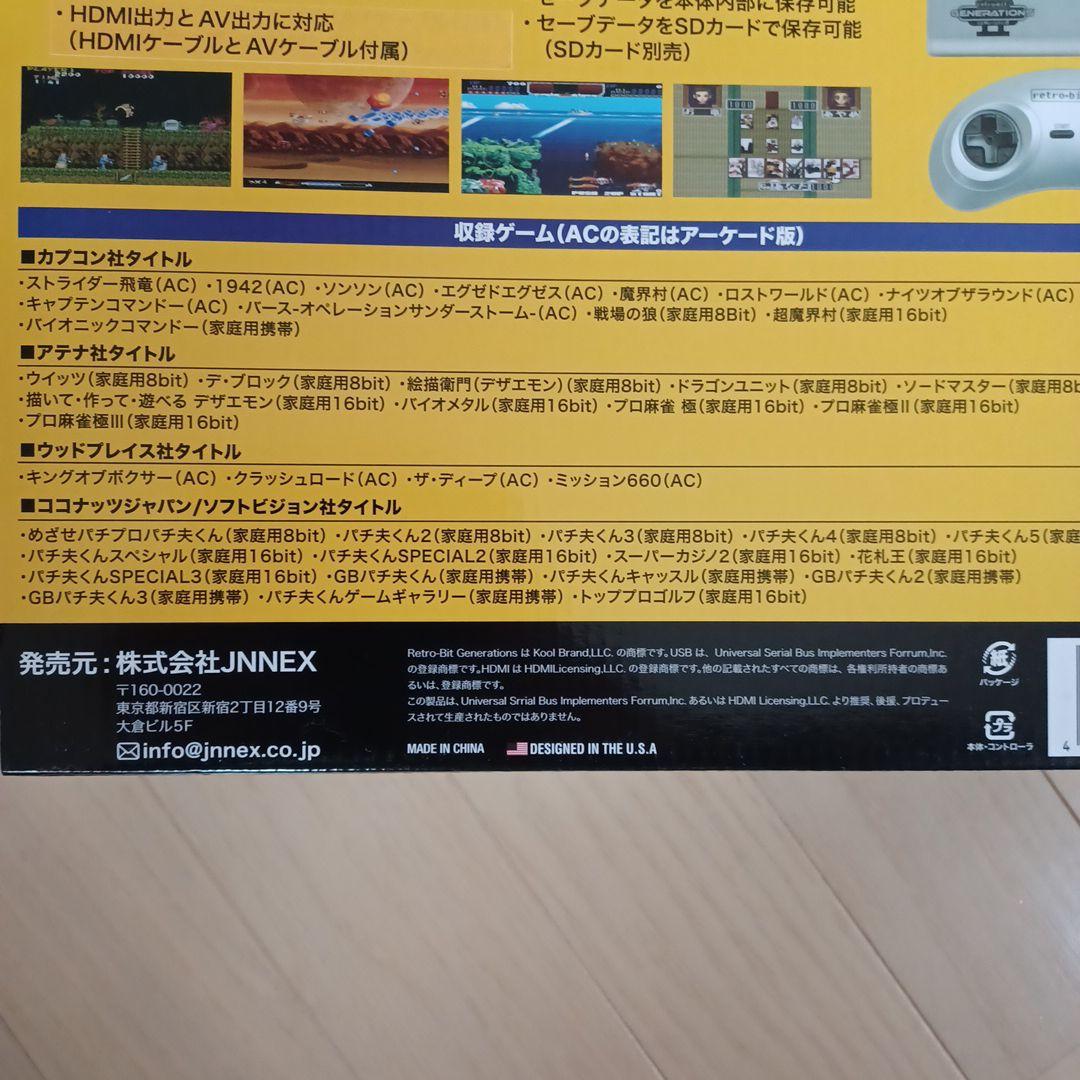 ・HDMI出力とAV出力に対応
（HDMIケーブルとAVケーブル付属）
・セーブデータを本体内部に保存可能
・セーブデータをSDカードで保存可能
（SDカード別売）
GENERATIONS
retro-bi
収録ゲーム（ACの表記はアーケード版）
■カプコン社タイトル
・ストライダー飛竜（AC）・1942（AC）・ソンソン（AC）・エグゼドエグゼス（AC）・魔界村（AC）・ロストワールド（AC）・ナイツオブザラウンド（AC）
・キャプテンコマンドー（AC）・バース-オペレーションサンダーストーム-（AC）・戦場の狼（家庭用8Bit）・超魔界村（家庭用16bit）
・バイオニックコマンドー（家庭用携帯）
■アテナ社タイトル
・ウイッツ（家庭用8bit）・デ・ブロック（家庭用8bit）・絵描衛門（デザエモン）（家庭用8bit）・ドラゴンユニット（家庭用8bit）・ソードマスター（家庭用8b
・描いて・作って・遊べる デザエモン（家庭用16bit）・バイオメタル（家庭用16bit）・プロ麻雀 極（家庭用16bit）・プロ麻雀極II（家庭用16bit）
・プロ麻雀極III（家庭用16bit）
■ウッドプレイス社タイトル
・キングオブボクサー（AC）・クラッシュロード（AC）・ザ・ディープ（AC）・ミッション660（AC）
■ココナッツジャパン/ソフトビジョン社タイトル
・めざせパチプロパチ夫くん（家庭用8bit）・パチ夫くん2（家庭用8bit）・パチ夫くん3（家庭用8bit）・パチ夫くん4（家庭用8bit）・パチ夫くん5（家庭
・パチ夫くんスペシャル（家庭用16bit）・パチ夫くんSPECIAL2（家庭用16bit）・スーパーカジノ2（家庭用16bit）・花札王（家庭用16bit）
・パチ夫くんSPECIAL3（家庭用16bit）・GBパチ夫くん（家庭用携帯）・パチ夫くんキャッスル（家庭用携帯）・GBパチ夫くん2（家庭用携帯）
・GBパチ夫くん3（家庭用携帯）・パチ夫くんゲームギャラリー（家庭用携帯）・トッププロゴルフ（家庭用16bit）
発売元：株式会社JNNEX
〒160-0022
東京都新宿区新宿2丁目12番9号
大倉ビル5F
info@jnnex.co.jp
Retro-Bit Generations は Kool Brand,LLC. の商標です。USB は、Universal Serial Bus Implementers Forrum,Inc.
の登録商標です。HDMI は HDMILicensing,LLC. の登録商標です。他の記載されたすべての商標は、各権利所持者の商標あ
るいは、登録商標です。
この製品は、Universal Srrial Bus Implementers Forrum,Inc. あるいは HDMI Licensing,LLC. より推奨、後援、プロデュー
スされて生産されたものではありません。
MADE IN CHINA
DESIGNED IN THE U.S.A
紙
パッケージ
プラ
本体・コントローラ
4